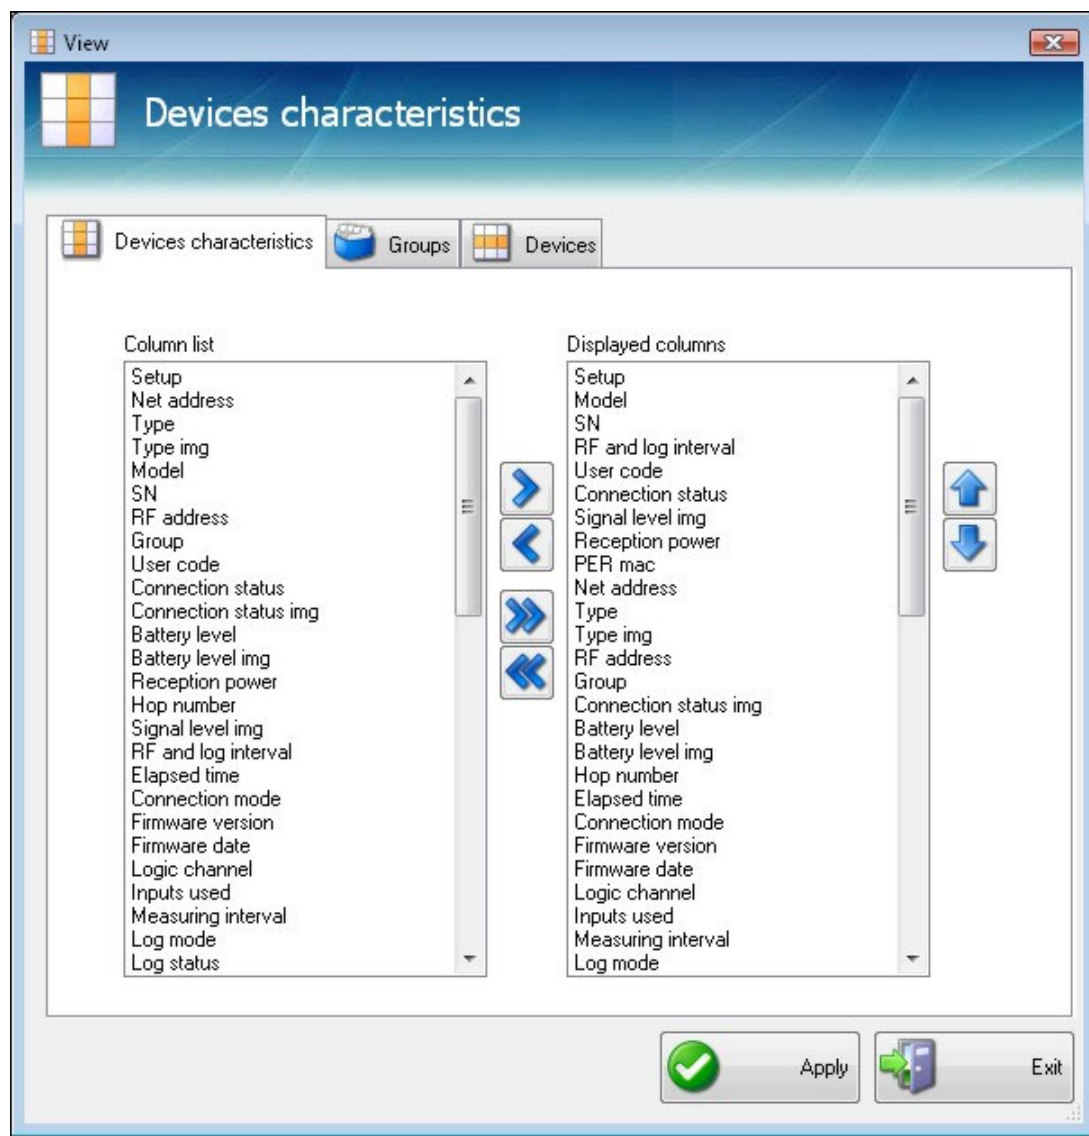 View
Devices characteristics
Devices characteristics
Groups
Devices
Column list
Setup
Net address
Type
Type img
Model
SN
RF address
Group
User code
Connection status
Connection status img
Battery level
Battery level img
Reception power
Hop number
Signal level img
RF and log interval
Elapsed time
Connection mode
Firmware version
Firmware date
Logic channel
Inputs used
Measuring interval
Log mode
Log status
Displayed columns
Setup
Model
SN
RF and log interval
User code
Connection status
Signal level img
Reception power
PER mac
Net address
Type
Type img
RF address
Group
Connection status img
Battery level
Battery level img
Hop number
Elapsed time
Connection mode
Firmware version
Firmware date
Logic channel
Inputs used
Measuring interval
Log mode
Apply
Exit